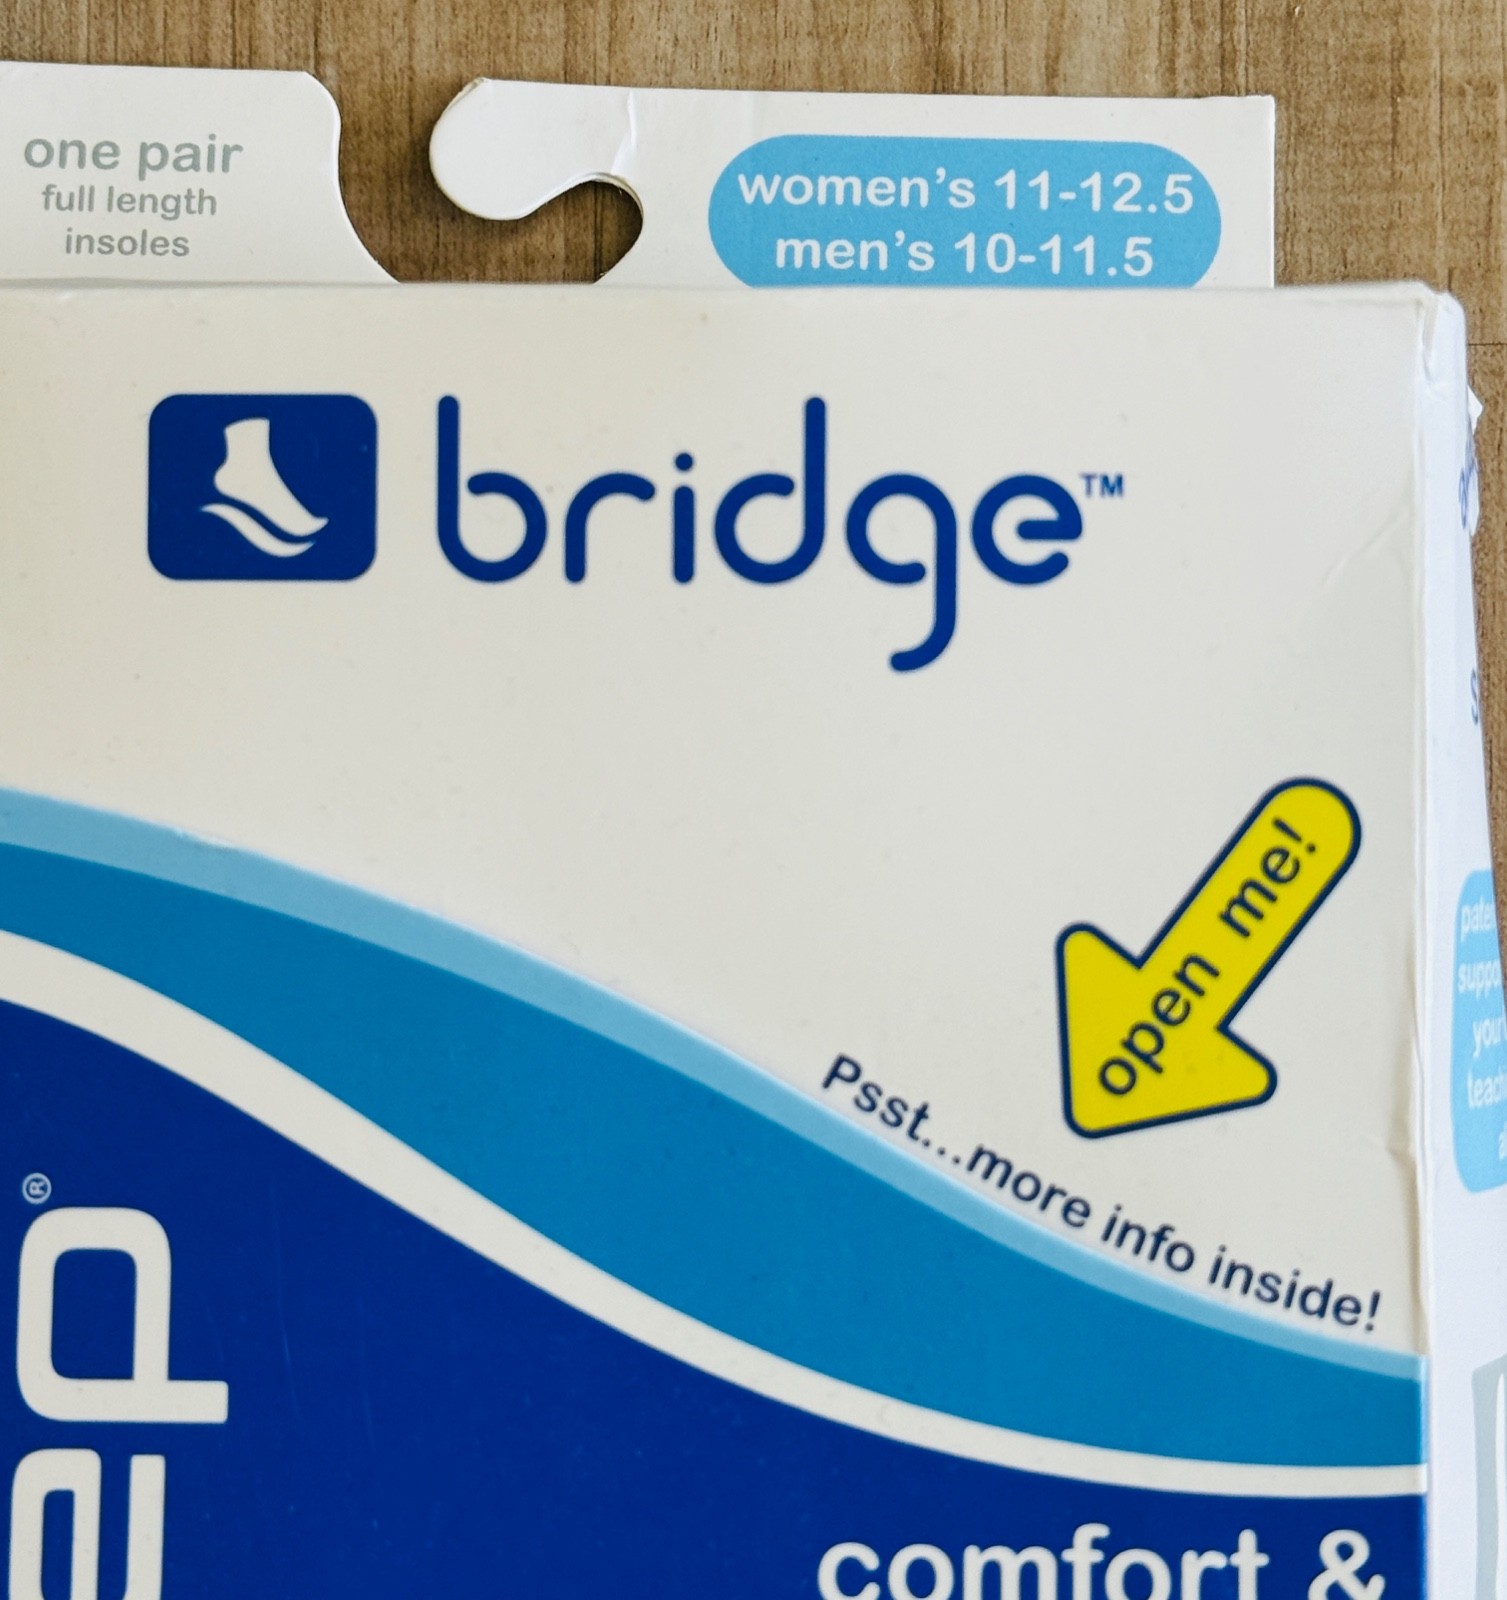 one pair
full length
insoles
women's 11-12.5
men's 10-11.5
bridge™
open me!
Psst...more info inside!
ep®
comfort &